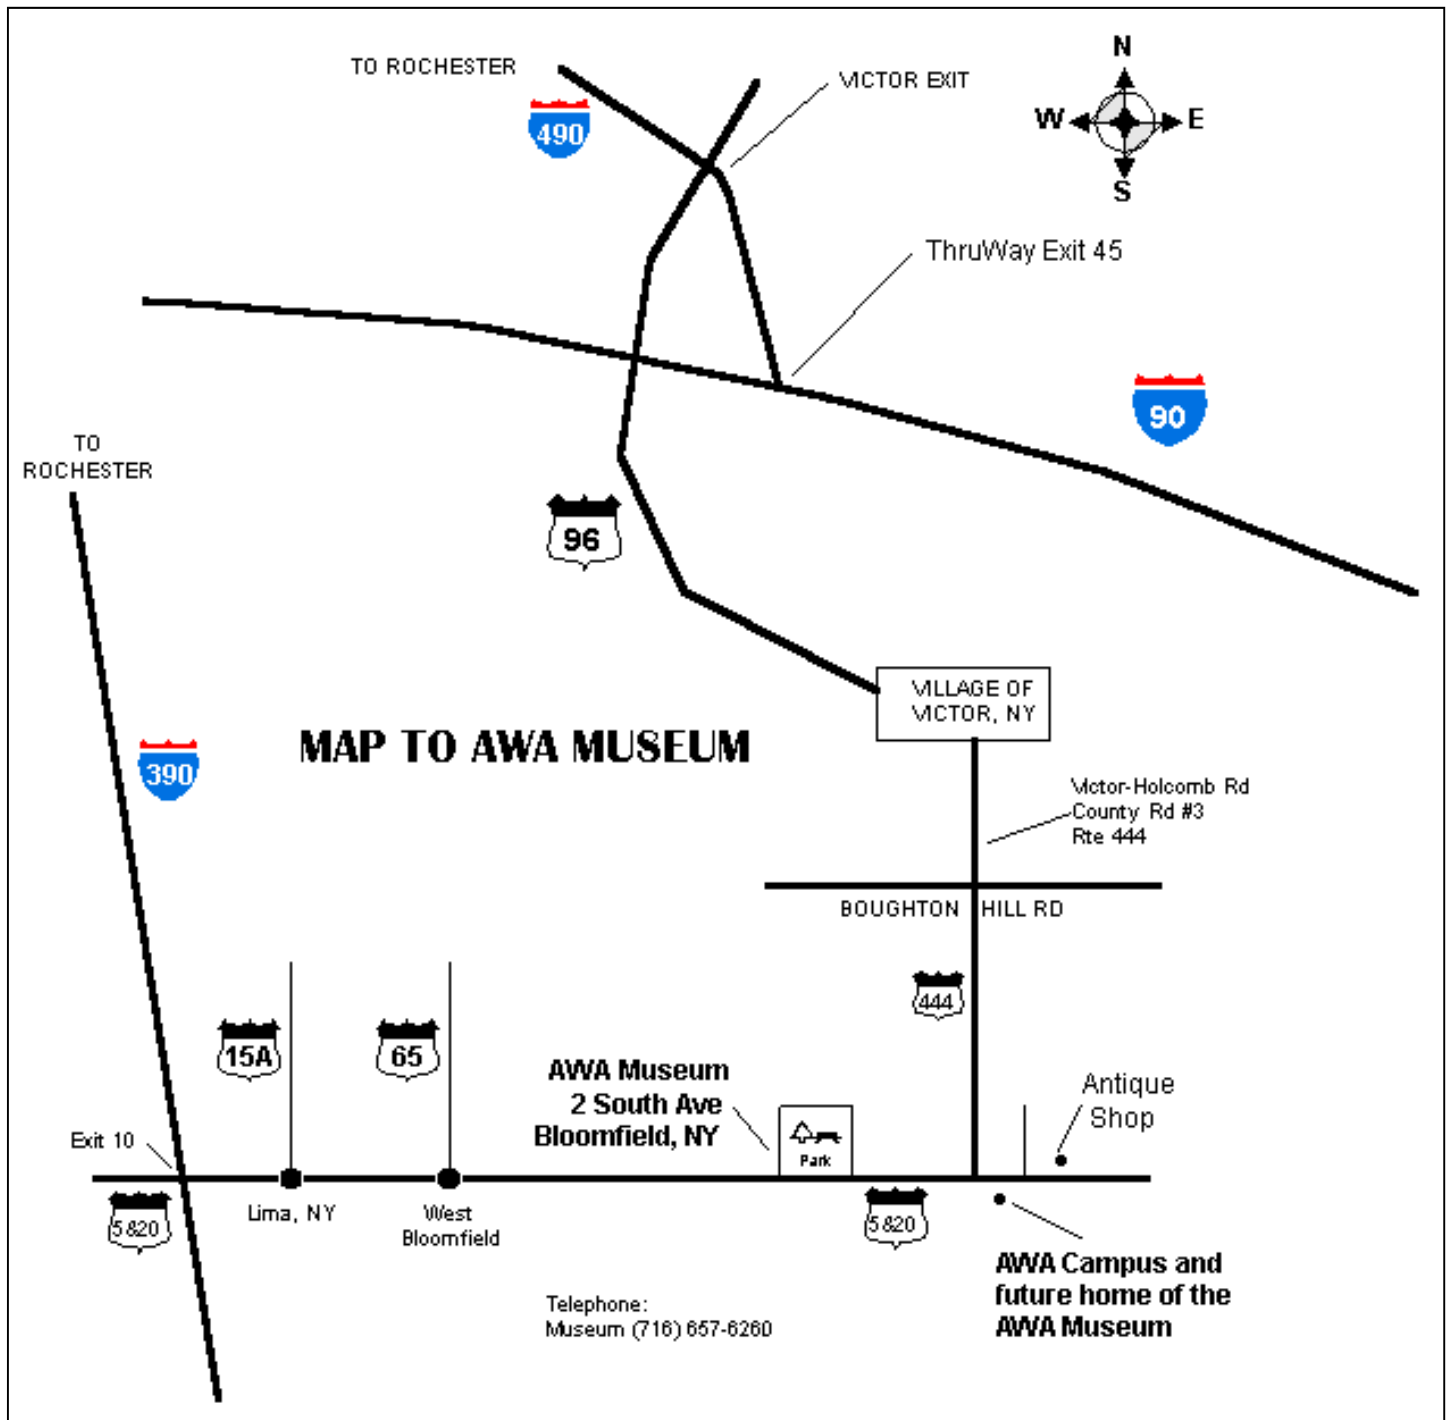 N
TO ROCHESTER
VICTOR EXIT
490
W
E
S
ThruWay Exit 45
90
TO
ROCHESTER
96
VILLAGE OF
VICTOR, NY
MAP TO AWA MUSEUM
390
Victor-Holcomb Rd
County Rd #3
Rte 444
BOUGHTON HILL RD
444
15A
65
AWA Museum
2 South Ave
Bloomfield, NY
Antique
Shop
Exit 10
Park
5&20
Lima, NY
West
Bloomfield
5&20
AWA Campus and
future home of the
AWA Museum
Telephone:
Museum (716) 657-6260